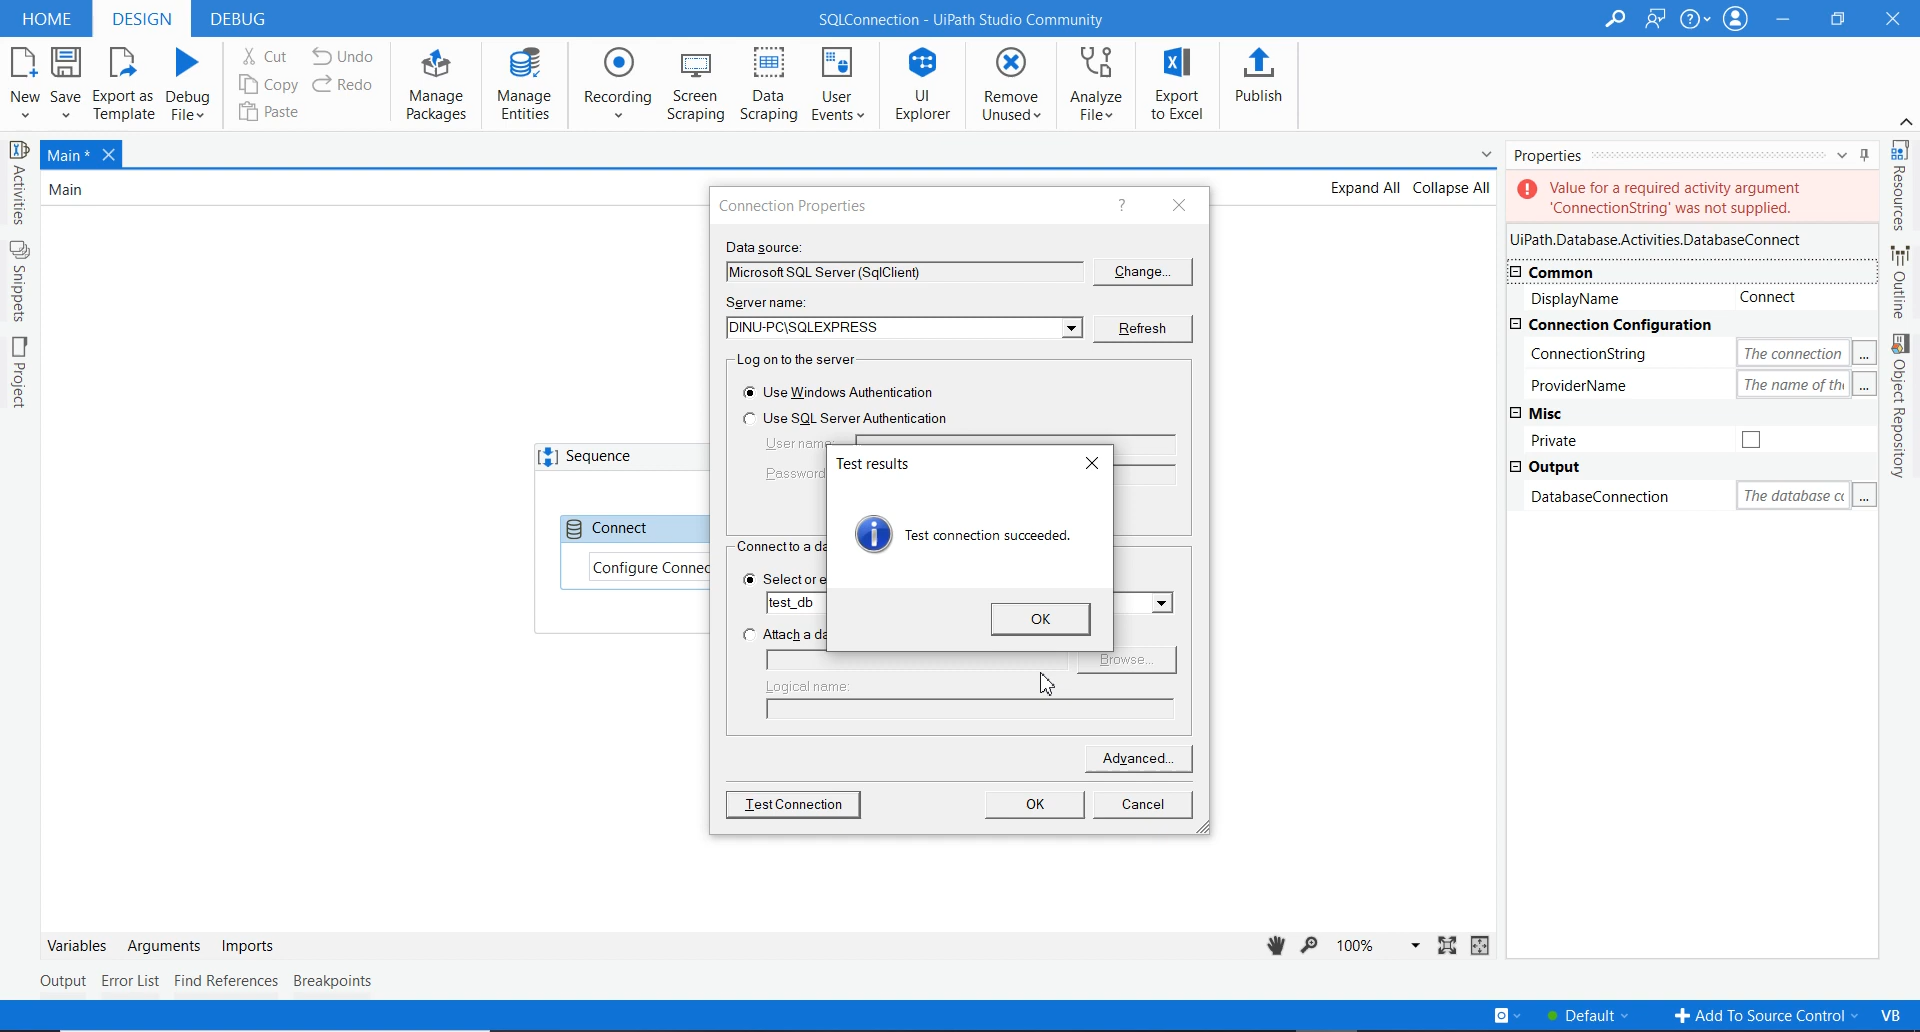 HOME DESIGN DEBUG
SQLConnection - UiPath Studio Community
New
Save
Export as
Template
Debug
File
Cut
Copy
Paste
Undo
Redo
Manage
Packages
Manage
Entities
Recording
Screen
Scraping
Data
Scraping
User
Events
UI
Explorer
Remove
Unused
Analyze
File
Export
to Excel
Publish
Activities
Snippets
Project
Main *
Main
Expand All Collapse All
Sequence
Connect
Configure Connec
Connection Properties
?
Data source:
Microsoft SQL Server (SqlClient)
Change...
Server name:
DINU-PC\SQLEXPRESS
Refresh
Log on to the server
Use Windows Authentication
Use SQL Server Authentication
User name:
Password
Connect to a da
Select or e
test_db
Attach a da
Browse...
Logical name:
Advanced...
Test Connection
OK
Cancel
Test results
Test connection succeeded.
OK
Properties
Value for a required activity argument
'ConnectionString' was not supplied.
UiPath.Database.Activities.DatabaseConnect
Common
DisplayName Connect
Connection Configuration
ConnectionString The connection ...
ProviderName The name of the ...
Misc
Private
Output
DatabaseConnection The database co ...
Resources
Outline
Object Repository
Variables Arguments Imports
100%
Output Error List Find References Breakpoints
Default
Add To Source Control
VB